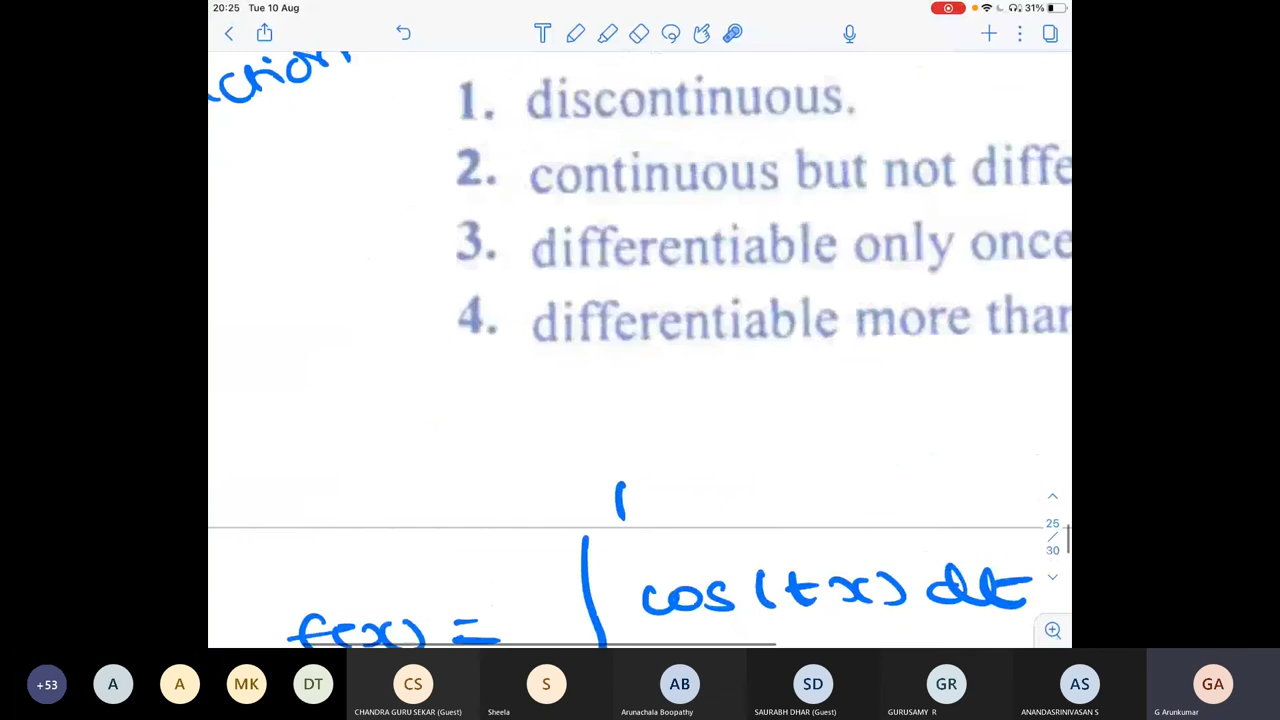 20:25 Tue 10 Aug
31%
ction
1. discontinuous.
2. continuous but not diffe
3. differentiable only once
4. differentiable more than
25
/
30
1
f(x) = ∫ cos(tx) dt
+53
A
A
MK
DT
CS
S
AB
SD
GR
AS
GA
CHANDRA GURU SEKAR (Guest)
Sheela
Arunachala Boopathy
SAURABH DHAR (Guest)
GURUSAMY R
ANANDASRINIVASAN S
G Arunkumar